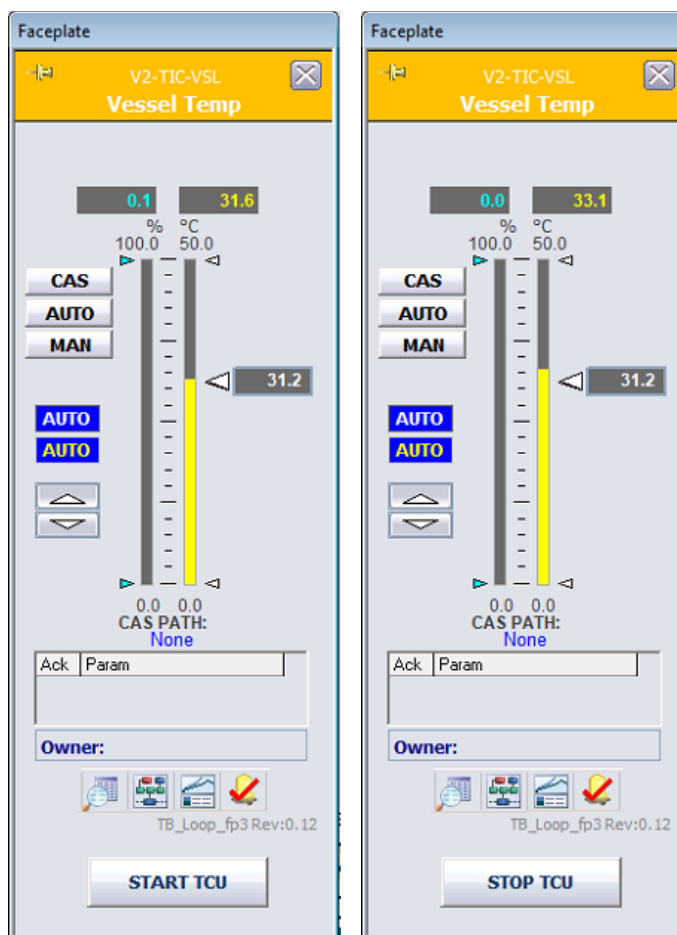 Faceplate
V2-TIC-VSL
Vessel Temp
0.1 31.6
% °C
100.0 50.0
CAS
AUTO
MAN
31.2
AUTO
AUTO
0.0 0.0
CAS PATH:
None
Ack Param
Owner:
TB_Loop_fp3 Rev:0.12
START TCU
Faceplate
V2-TIC-VSL
Vessel Temp
0.0 33.1
% °C
100.0 50.0
CAS
AUTO
MAN
31.2
AUTO
AUTO
0.0 0.0
CAS PATH:
None
Ack Param
Owner:
TB_Loop_fp3 Rev:0.12
STOP TCU